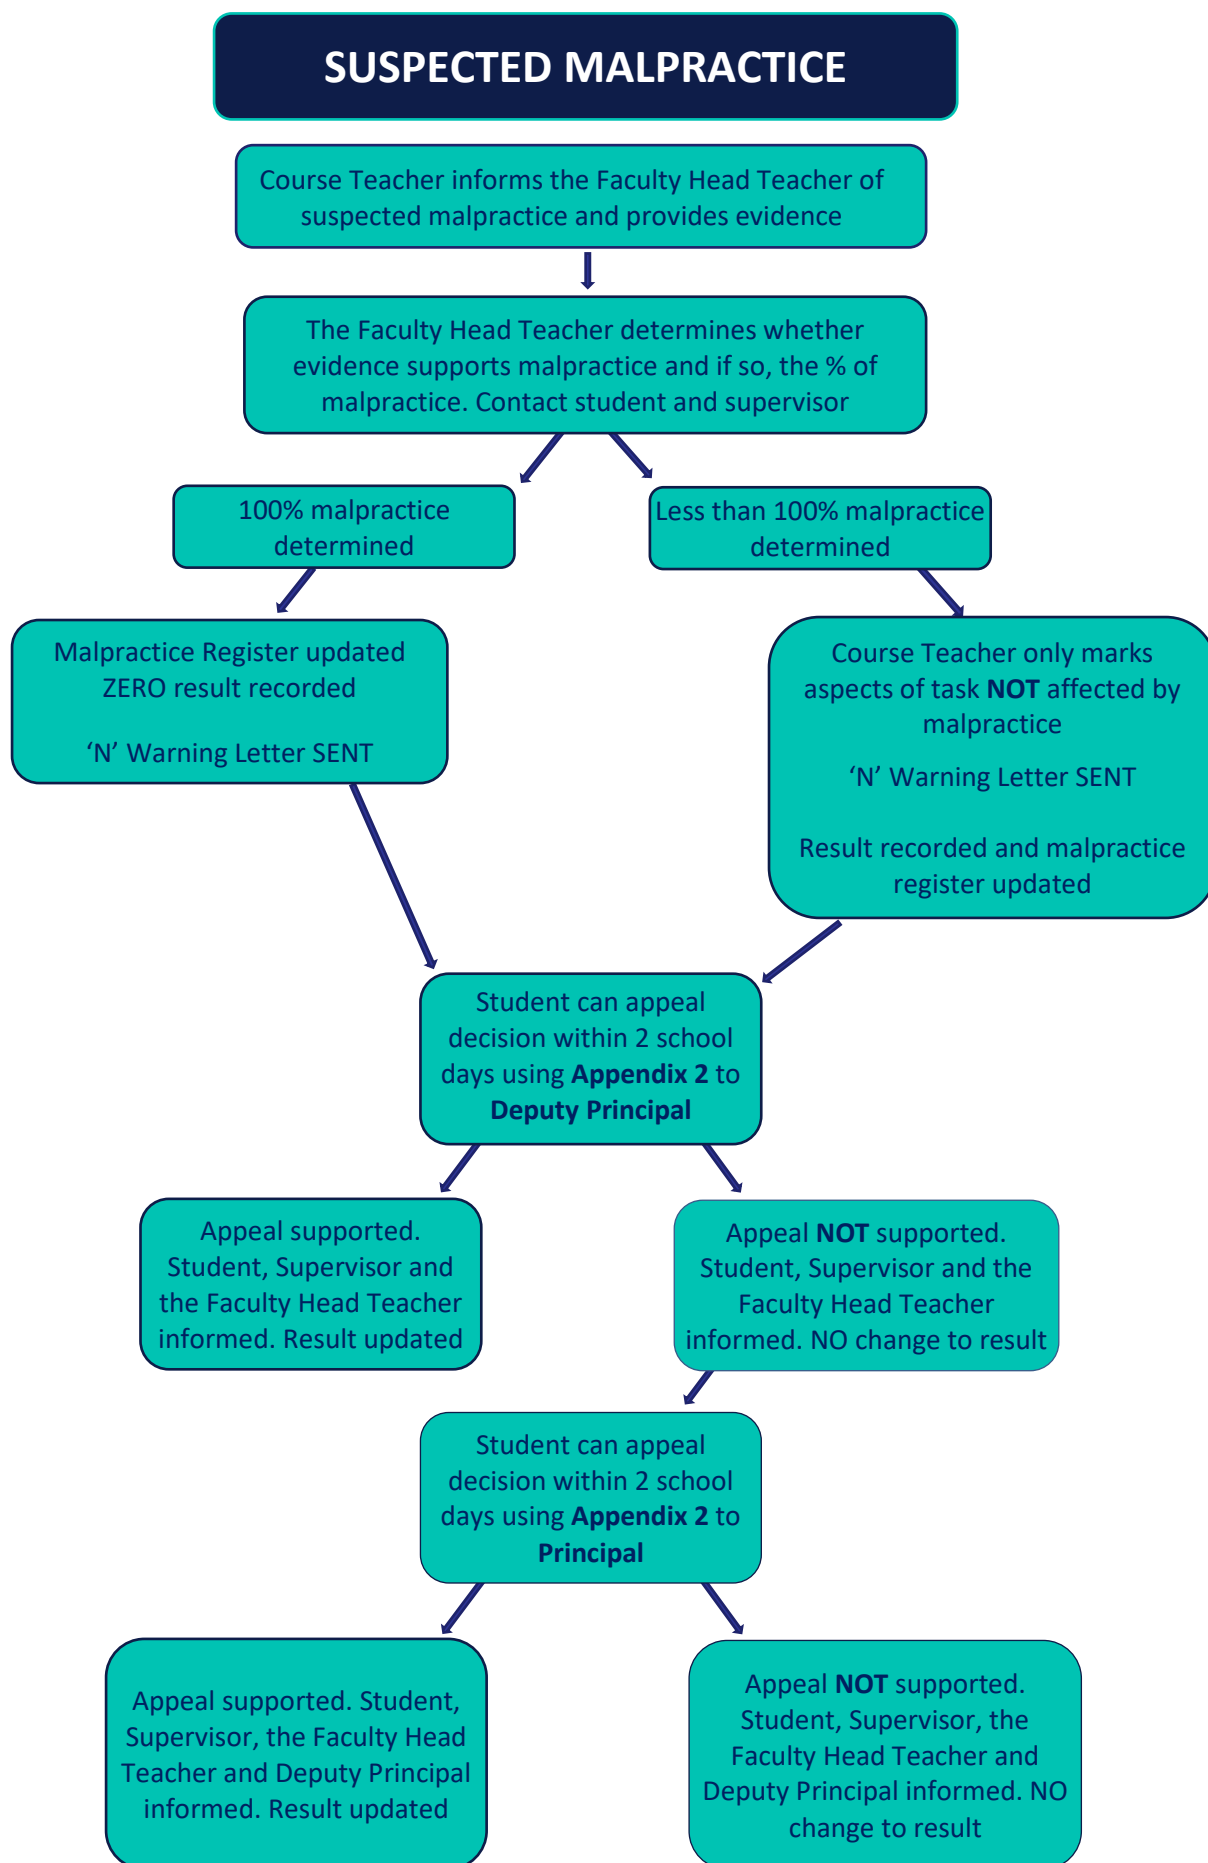 SUSPECTED MALPRACTICE
Course Teacher informs the Faculty Head Teacher of
suspected malpractice and provides evidence
The Faculty Head Teacher determines whether
evidence supports malpractice and if so, the % of
malpractice. Contact student and supervisor
100% malpractice
determined
Less than 100% malpractice
determined
Malpractice Register updated
ZERO result recorded
‘N’ Warning Letter SENT
Course Teacher only marks
aspects of task NOT affected by
malpractice
‘N’ Warning Letter SENT
Result recorded and malpractice
register updated
Student can appeal
decision within 2 school
days using Appendix 2 to
Deputy Principal
Appeal supported.
Student, Supervisor and
the Faculty Head Teacher
informed. Result updated
Appeal NOT supported.
Student, Supervisor and the
Faculty Head Teacher
informed. NO change to result
Student can appeal
decision within 2 school
days using Appendix 2 to
Principal
Appeal supported. Student,
Supervisor, the Faculty Head
Teacher and Deputy Principal
informed. Result updated
Appeal NOT supported.
Student, Supervisor, the
Faculty Head Teacher and
Deputy Principal informed. NO
change to result